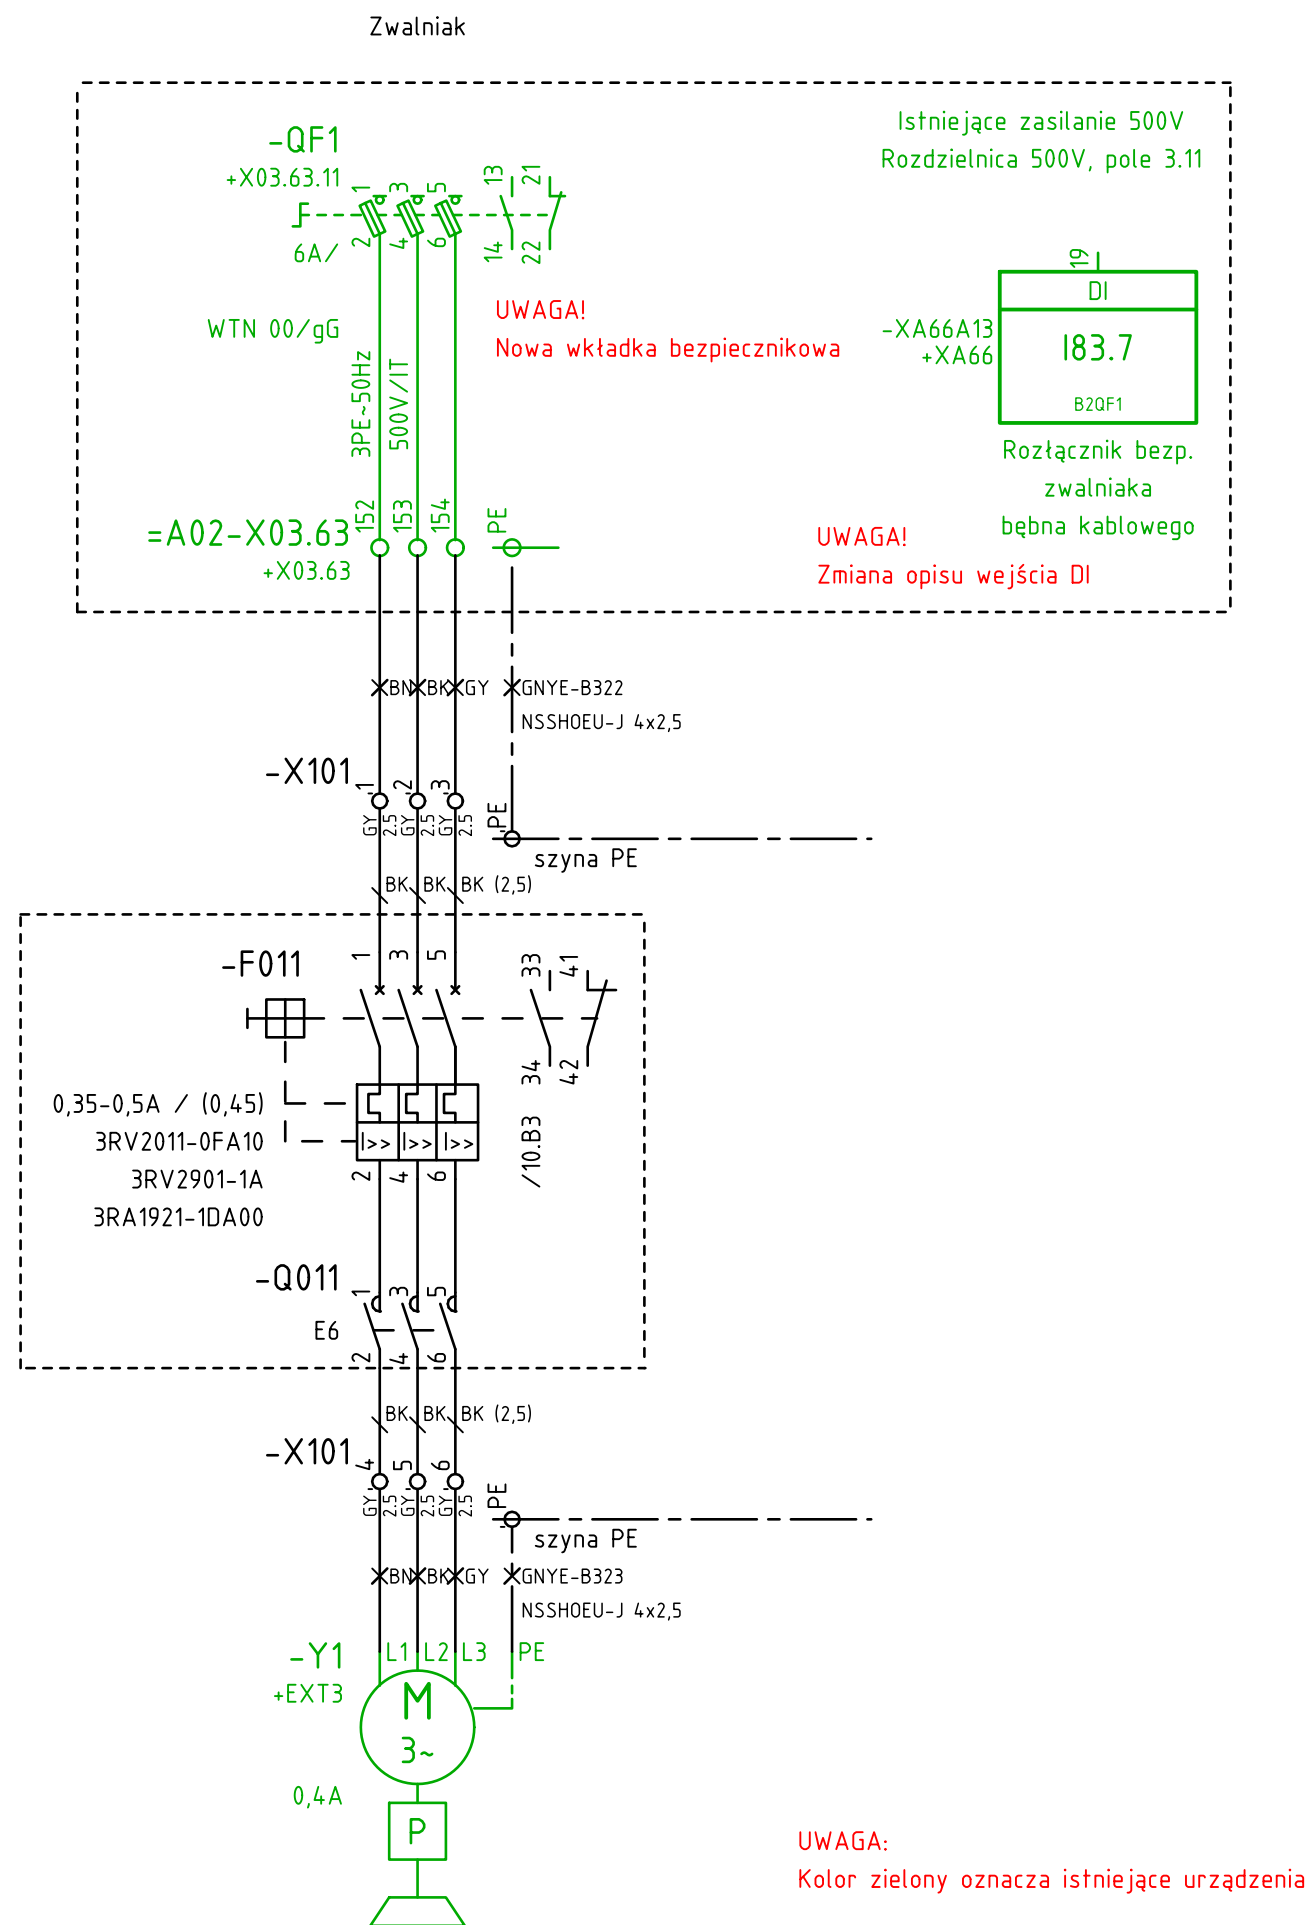 Zwalniak
-QF1
+X03.63.11
6A/
1
3
5
2
4
6
13
21
14
22
Istniejące zasilanie 500V
Rozdzielnica 500V, pole 3.11
19
DI
-XA66A13
+XA66
I83.7
B2QF1
Rozłącznik bezp.
zwalniaka
bębna kablowego
WTN 00/gG
UWAGA!
Nowa wkładka bezpiecznikowa
3PE~50Hz
500V/IT
=A02-X03.63
+X03.63
152
153
154
PE
UWAGA!
Zmiana opisu wejścia DI
BN
BK
GY
GNYE-B322
NSSHOEU-J 4x2,5
-X101
1
2
3
PE
GY
2.5
GY
2.5
GY
2.5
szyna PE
BK
BK
BK (2,5)
-F011
1
3
5
33
41
34
42
0,35-0,5A / (0,45)
3RV2011-0FA10
3RV2901-1A
3RA1921-1DA00
I>>
I>>
I>>
2
4
6
/10.B3
-Q011
E6
1
3
5
2
4
6
BK
BK
BK (2,5)
-X101
4
5
6
PE
GY
2.5
GY
2.5
GY
2.5
szyna PE
BN
BK
GY
GNYE-B323
NSSHOEU-J 4x2,5
-Y1
+EXT3
L1
L2
L3
PE
M
3~
0,4A
P
UWAGA:
Kolor zielony oznacza istniejące urządzenia